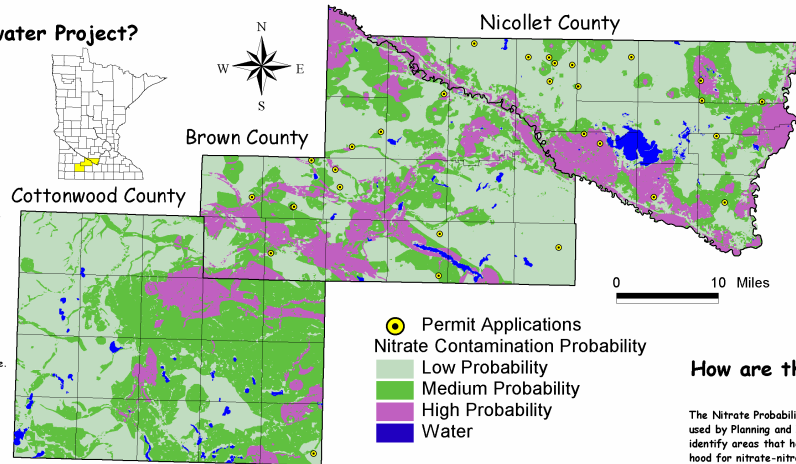 water Project?
N
W E
S
Nicollet County
Brown County
Cottonwood County
0 10 Miles
Permit Applications
Nitrate Contamination Probability
Low Probability
Medium Probability
High Probability
Water
e.
How are th
The Nitrate Probabili
used by Planning and
identify areas that h
hood for nitrate-nitr